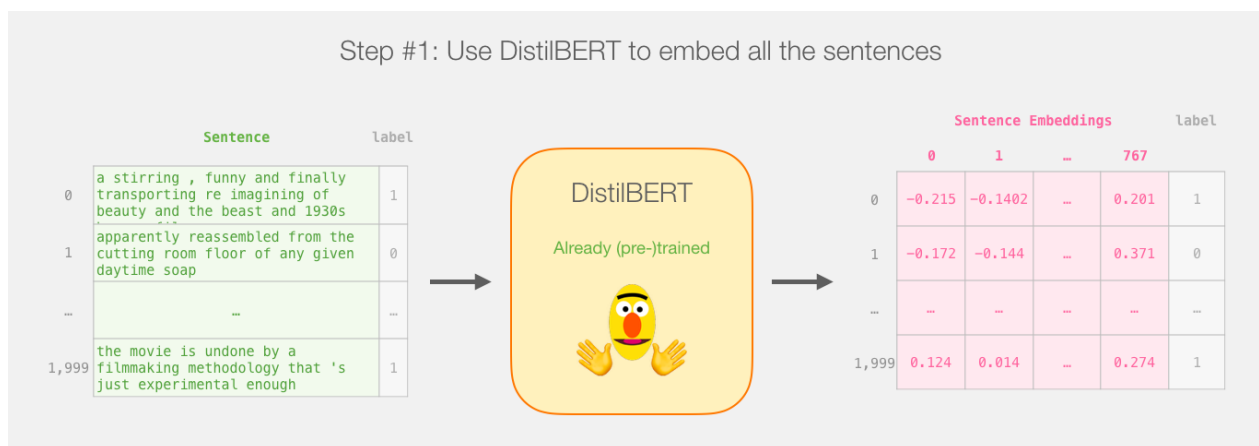 Step #1: Use DistilBERT to embed all the sentences
Sentence label
0 a stirring , funny and finally
transporting re imagining of
beauty and the beast and 1930s
1
1 apparently reassembled from the
cutting room floor of any given
daytime soap
0
… … …
1,999 the movie is undone by a
filmmaking methodology that 's
just experimental enough
1
DistilBERT
Already (pre-)trained
Sentence Embeddings label
0 1 … 767
0 -0.215 -0.1402 … 0.201 1
1 -0.172 -0.144 … 0.371 0
… … … … … …
1,999 0.124 0.014 … 0.274 1